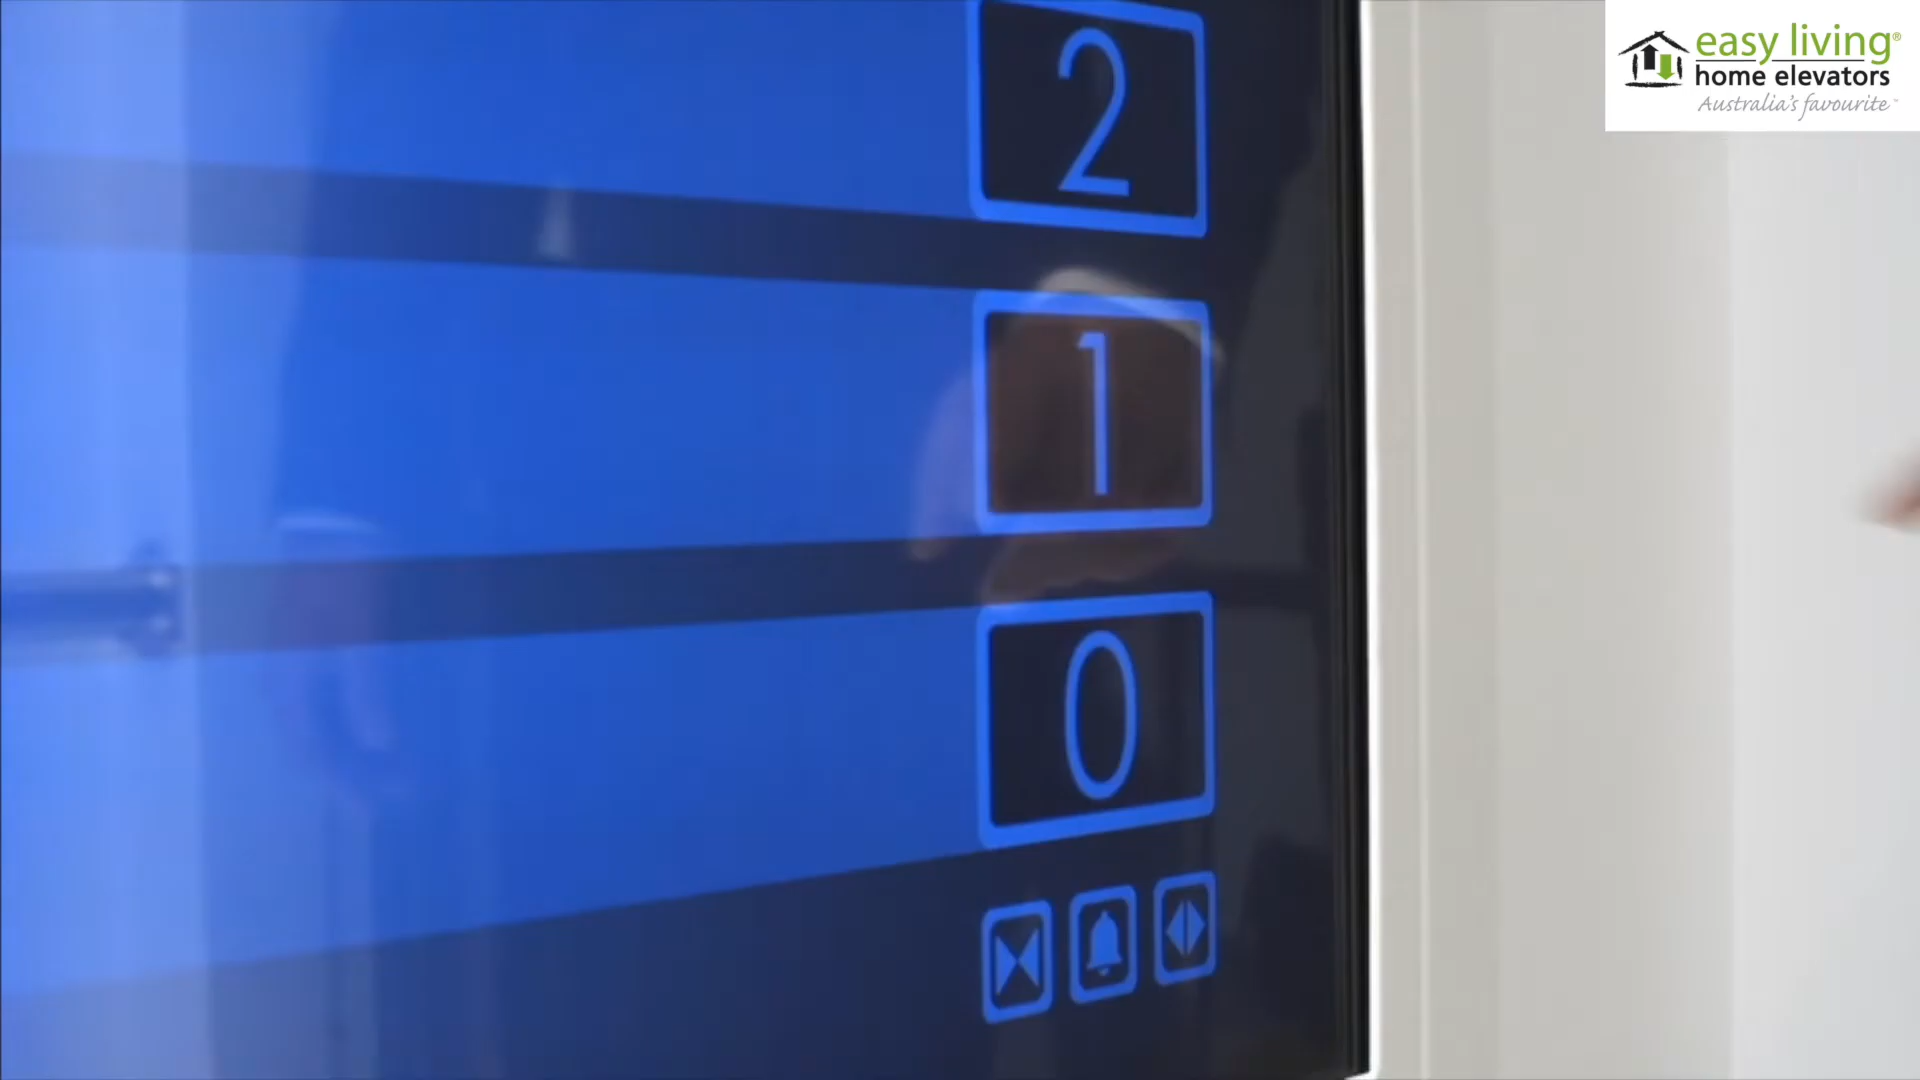 easy living®
home elevators
Australia's favourite™
2
1
0